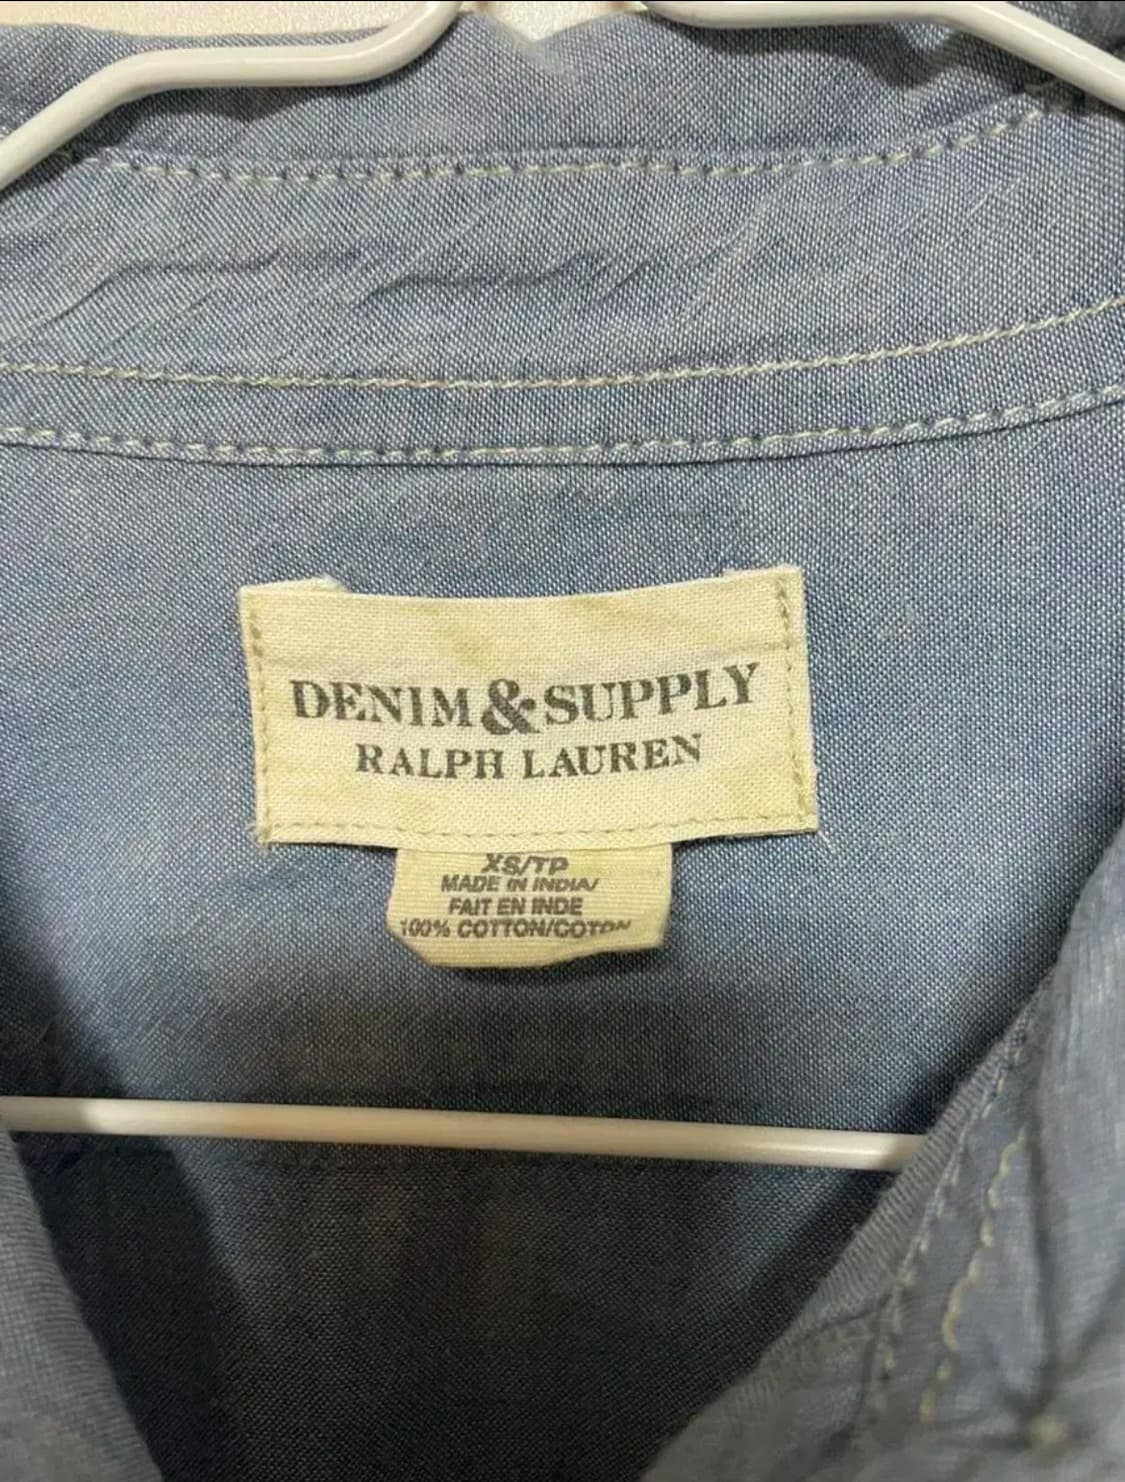 DENIM & SUPPLY
RALPH LAUREN
XS/TP
MADE IN INDIA/
FAIT EN INDE
100% COTTON/COTON